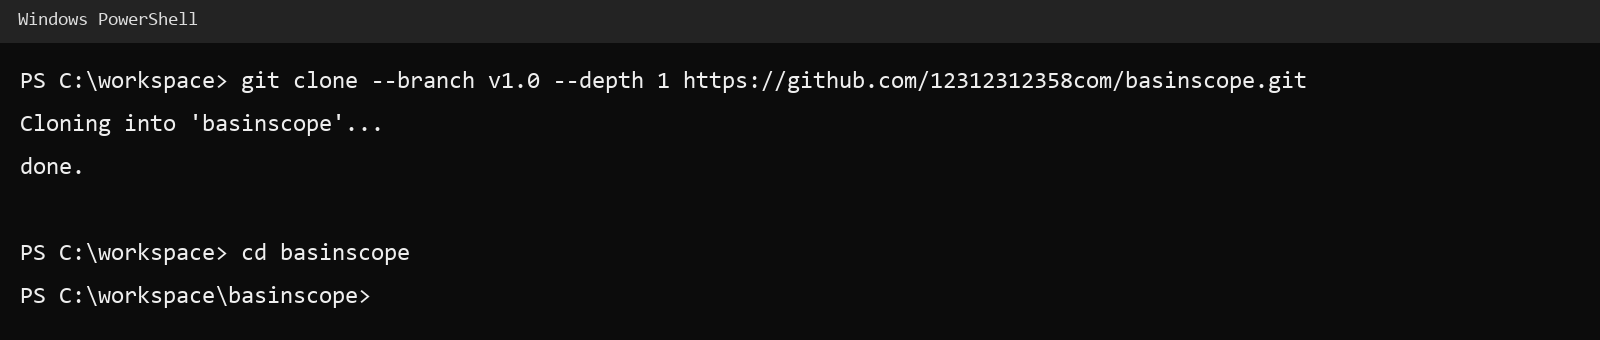 Windows PowerShell
PS C:\workspace> git clone --branch v1.0 --depth 1 https://github.com/12312312358com/basinscope.git
Cloning into 'basinscope'...
done.
PS C:\workspace> cd basinscope
PS C:\workspace\basinscope>